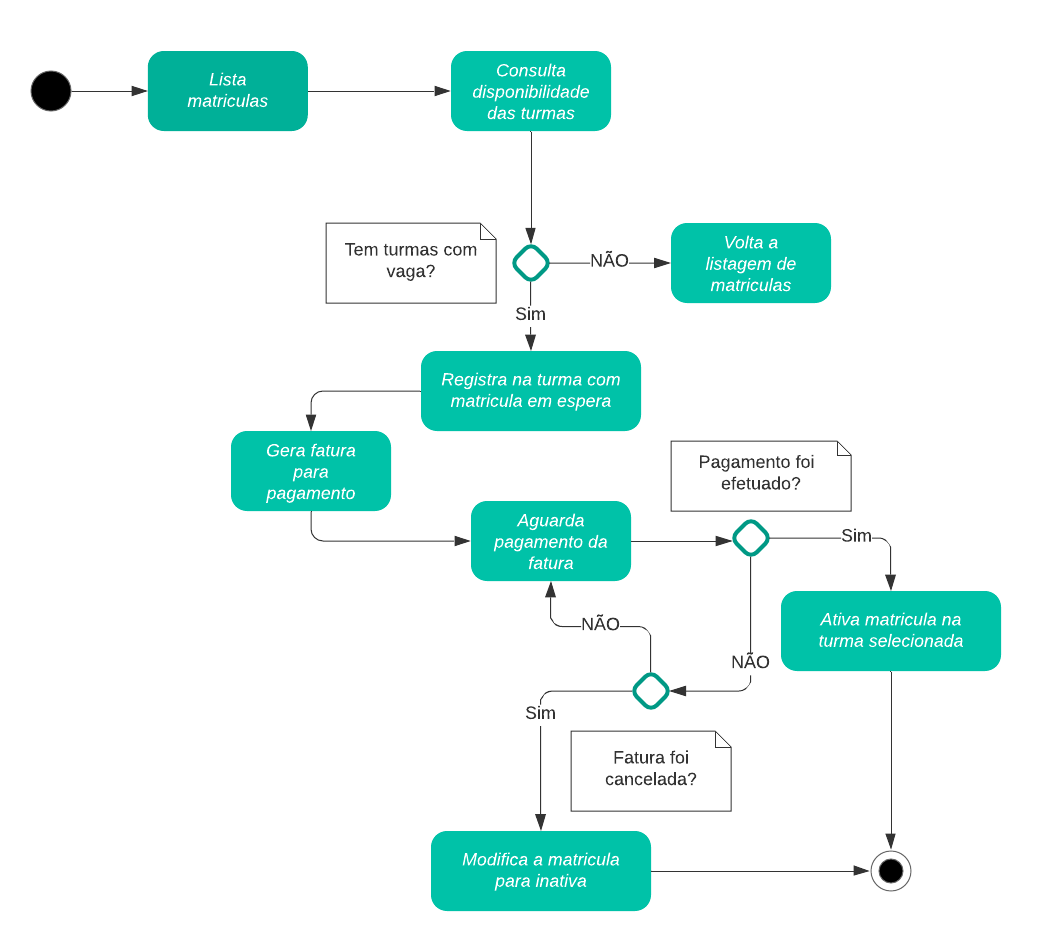 Lista
matriculas
Consulta
disponibilidade
das turmas
Tem turmas com
vaga?
NÃO
Volta a
listagem de
matriculas
Sim
Registra na turma com
matricula em espera
Gera fatura
para
pagamento
Pagamento foi
efetuado?
Aguarda
pagamento da
fatura
Sim
Ativa matricula na
turma selecionada
NÃO
NÃO
Sim
Fatura foi
cancelada?
Modifica a matricula
para inativa